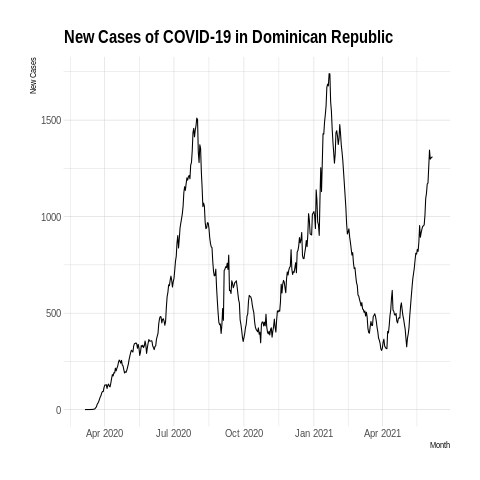 New Cases of COVID-19 in Dominican Republic
New Cases
1500
1000
500
0
Apr 2020 Jul 2020 Oct 2020 Jan 2021 Apr 2021
Month